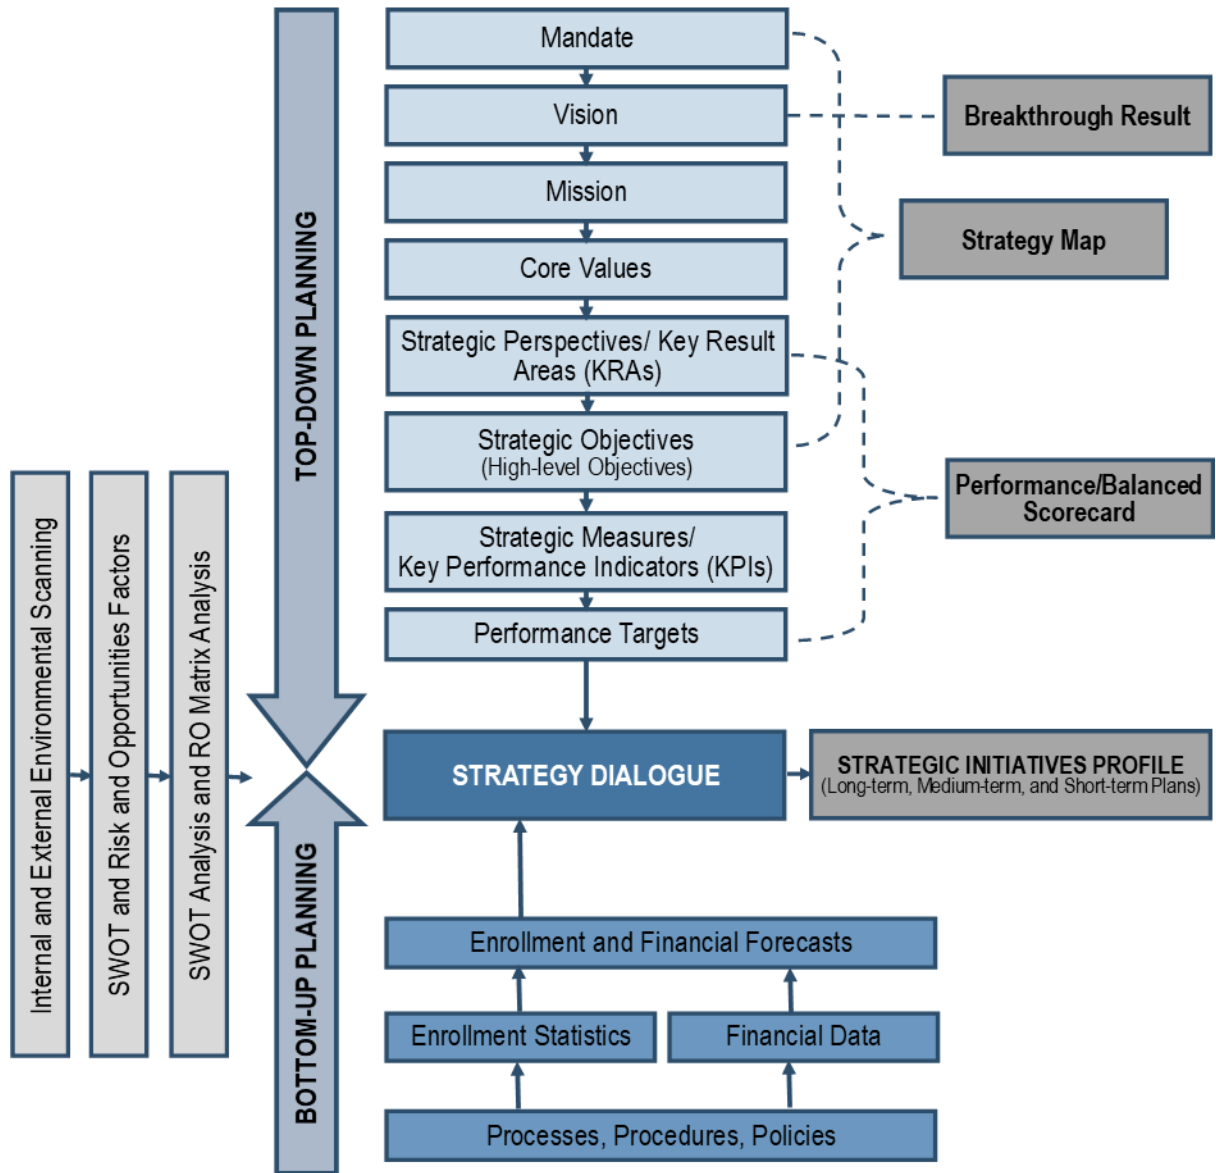 Mandate
Vision
Mission
Core Values
Strategic Perspectives/ Key Result
Areas (KRAs)
Strategic Objectives
(High-level Objectives)
Strategic Measures/
Key Performance Indicators (KPIs)
Performance Targets
Breakthrough Result
Strategy Map
Performance/Balanced
Scorecard
TOP-DOWN PLANNING
Internal and External Environmental Scanning
SWOT and Risk and Opportunities Factors
SWOT Analysis and RO Matrix Analysis
STRATEGY DIALOGUE
STRATEGIC INITIATIVES PROFILE
(Long-term, Medium-term, and Short-term Plans)
BOTTOM-UP PLANNING
Enrollment and Financial Forecasts
Enrollment Statistics
Financial Data
Processes, Procedures, Policies